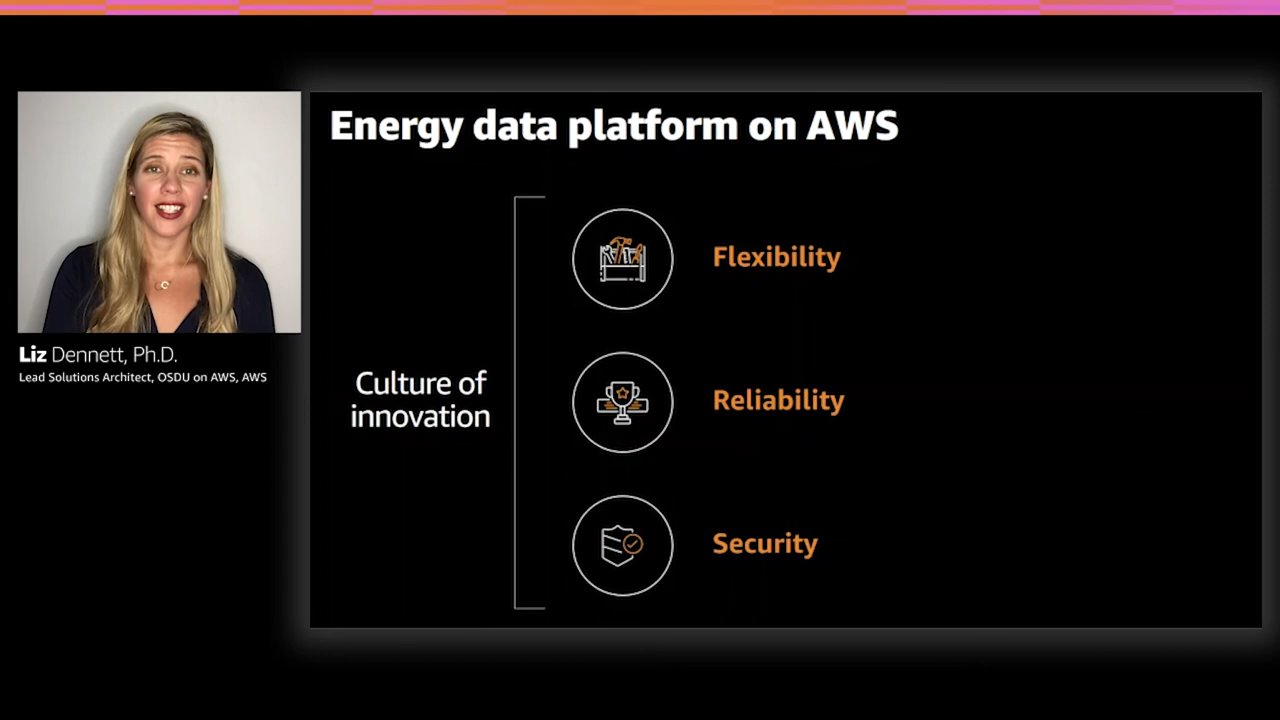 Energy data platform on AWS
Liz Dennett, Ph.D.
Lead Solutions Architect, OSDU on AWS, AWS
Culture of
innovation
Flexibility
Reliability
Security